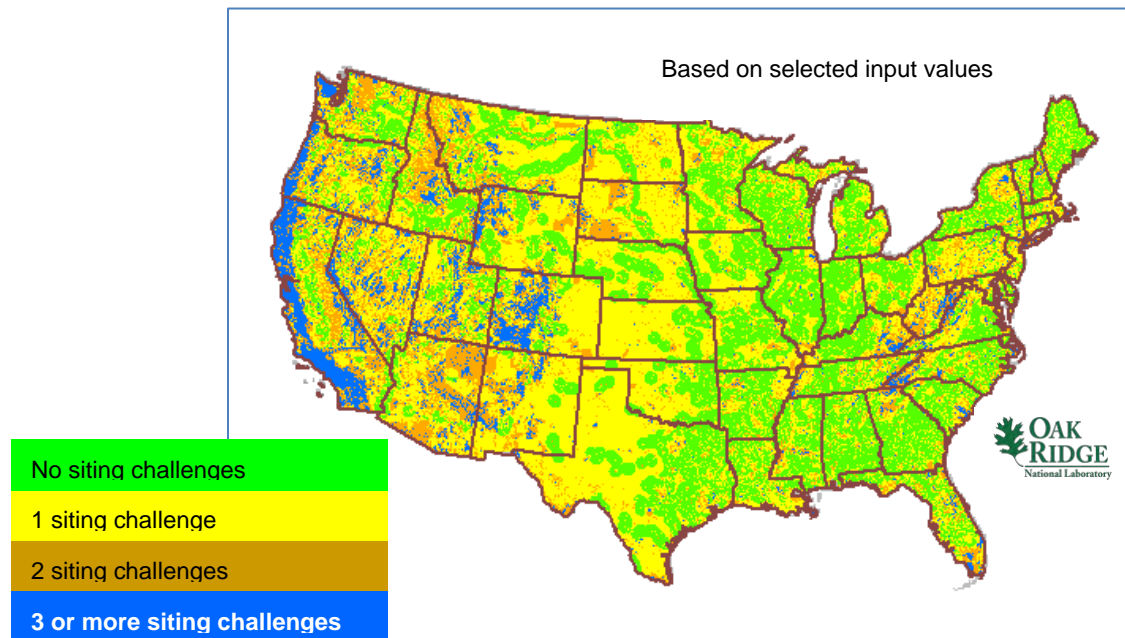 Based on selected input values
OAK
RIDGE
National Laboratory
No siting challenges
1 siting challenge
2 siting challenges
3 or more siting challenges